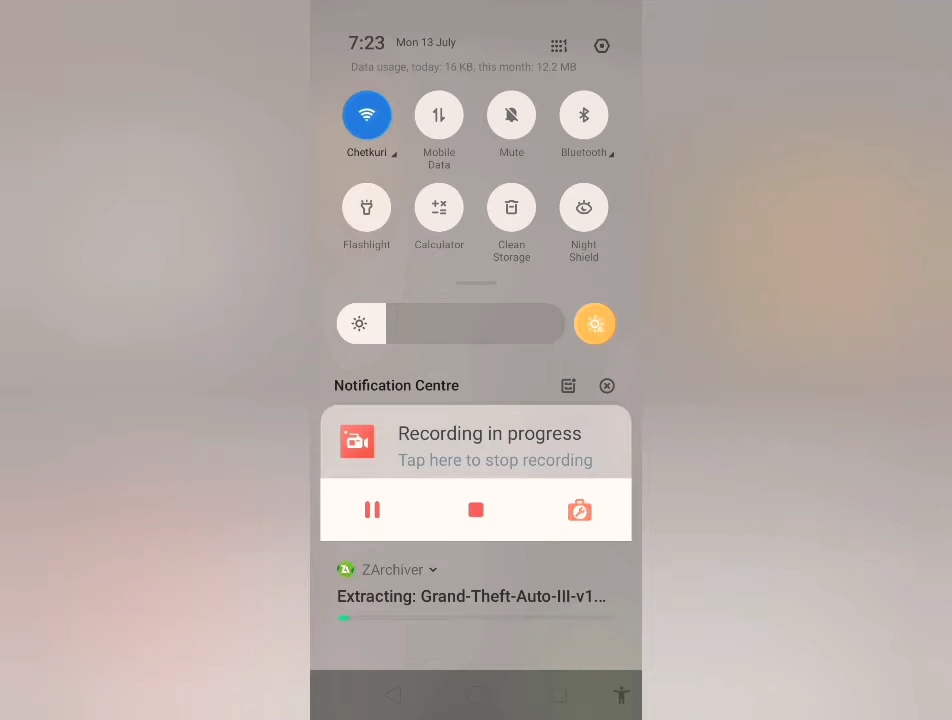 7:23 Mon 13 July
Data usage, today: 16 KB, this month: 12.2 MB
Chetkuri
Mobile
Data
Mute
Bluetooth
Flashlight
Calculator
Clean
Storage
Night
Shield
Notification Centre
Recording in progress
Tap here to stop recording
ZArchiver
Extracting: Grand-Theft-Auto-III-v1...